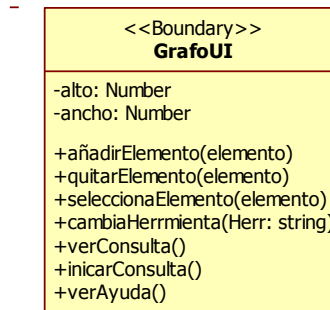 <<Boundary>>
GrafoUI
-alto: Number
-ancho: Number
+añadirElemento(elemento)
+quitarElemento(elemento)
+seleccionaElemento(elemento)
+cambiaHerrmienta(Herr: string)
+verConsulta()
+inicarConsulta()
+verAyuda()